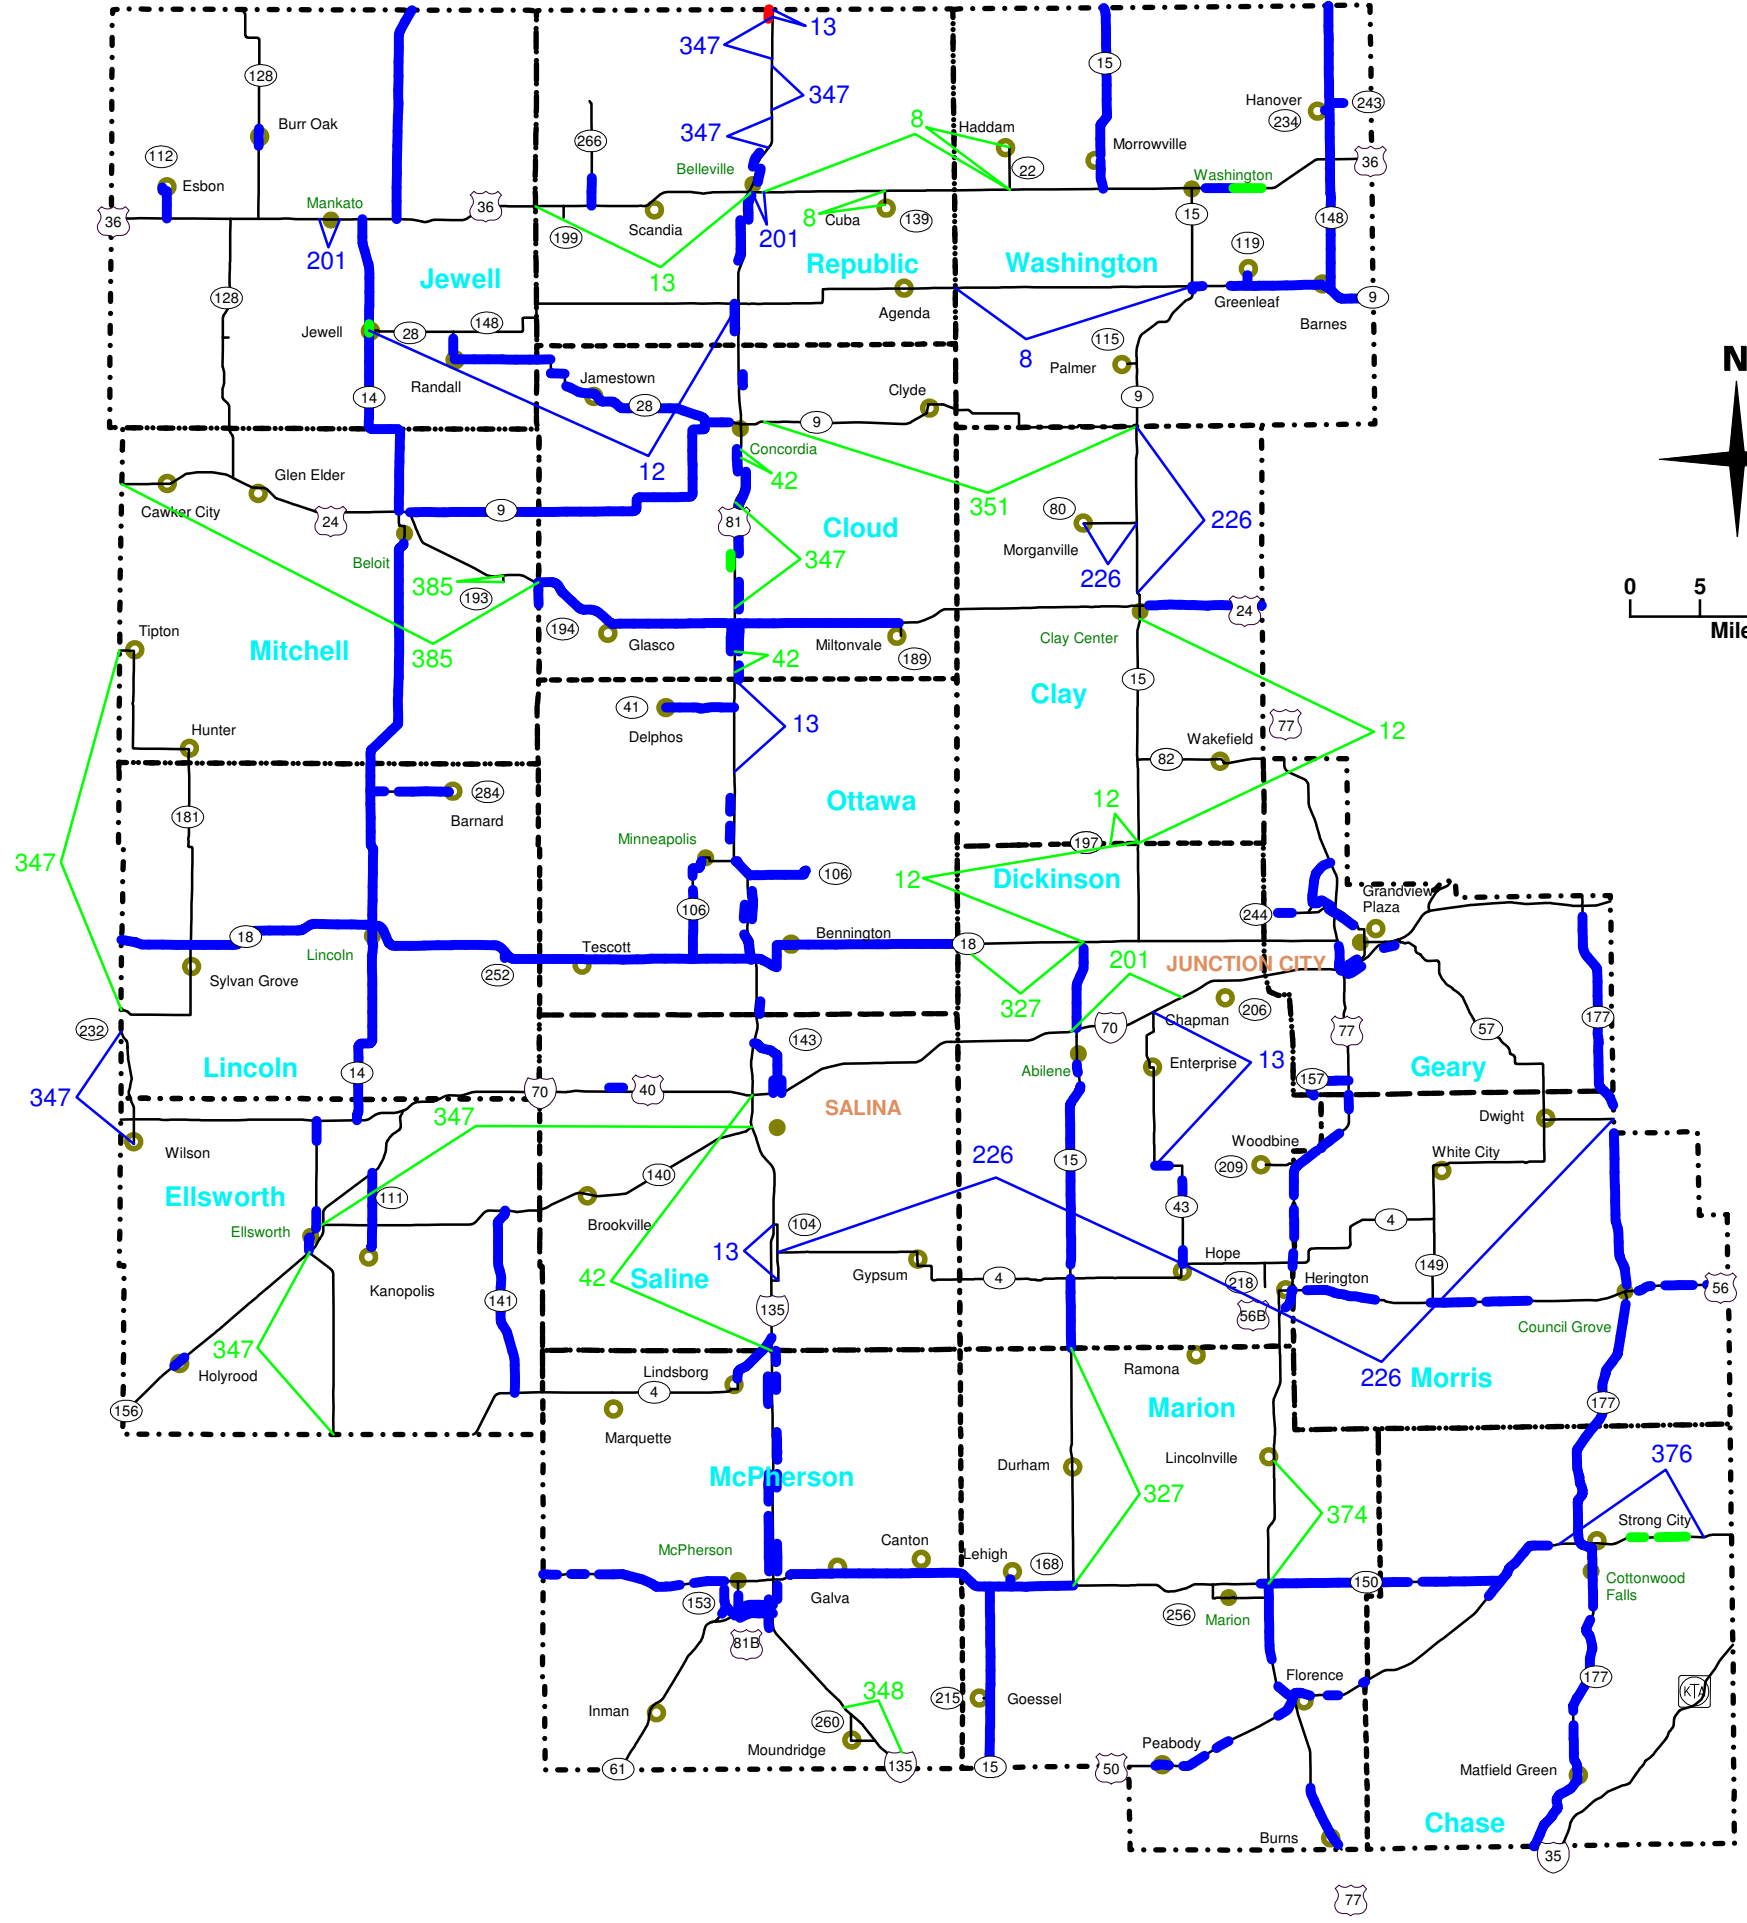 13
347
128
15
347
Hanover
243
234
8
Burr Oak
347
Haddam
266
Morrowville
112
Belleville
22
36
Esbon
Washington
Mankato
36
36
Scandia
8
Cuba
139
15
148
199
201
201
119
Jewell
Republic
Washington
13
128
Agenda
Greenleaf
9
Barnes
Jewell
28
148
115
8
Palmer
N
Randall
Jamestown
Clyde
14
28
9
9
Concordia
12
42
Glen Elder
Cawker City
24
9
81
Cloud
351
80
226
Morganville
Beloit
385
193
347
226
0
5
24
Mile
Tipton
194
Glasco
Miltonvale
Clay Center
Mitchell
385
42
189
15
Clay
41
Delphos
13
77
12
Hunter
Wakefield
82
284
Barnard
Ottawa
12
181
Minneapolis
197
347
106
12
Dickinson
Grandview
Plaza
106
244
18
Lincoln
Tescott
Bennington
18
252
201
JUNCTION CITY
Sylvan Grove
327
206
Chapman
70
77
57
177
232
143
Enterprise
13
Lincoln
14
Abilene
Geary
157
347
70
40
347
SALINA
Dwight
Wilson
226
Woodbine
White City
140
15
209
Ellsworth
111
Brookville
43
4
Ellsworth
104
13
Hope
149
Kanopolis
42
Saline
Gypsum
4
218
Herington
56
141
135
56B
Council Grove
347
Holyrood
Lindsborg
4
Ramona
226
Morris
156
Marquette
Marion
177
McPherson
Durham
Lincolnville
376
327
374
Strong City
McPherson
Canton
Lehigh
168
153
Galva
150
Cottonwood
Falls
256
Marion
81B
348
215
Goessel
Florence
177
KTA
Inman
260
Moundridge
Peabody
61
135
15
50
Matfield Green
Burns
Chase
35
77